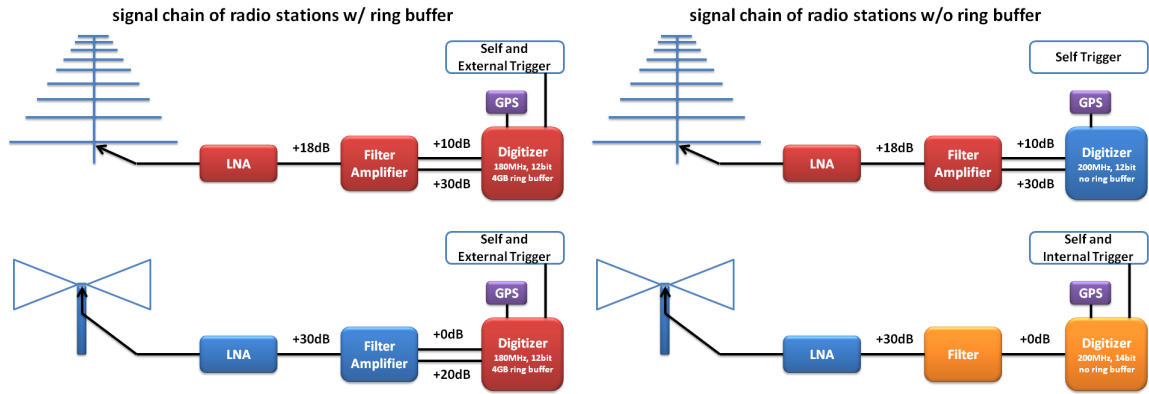 signal chain of radio stations w/ ring buffer
Self and
External Trigger
GPS
LNA
+18dB
Filter
Amplifier
+10dB
+30dB
Digitizer
180MHz, 12bit
4GB ring buffer
Self and
External Trigger
GPS
LNA
+30dB
Filter
Amplifier
+0dB
+20dB
Digitizer
180MHz, 12bit
4GB ring buffer
signal chain of radio stations w/o ring buffer
Self Trigger
GPS
LNA
+18dB
Filter
Amplifier
+10dB
+30dB
Digitizer
200MHz, 12bit
no ring buffer
Self and
Internal Trigger
GPS
LNA
+30dB
Filter
+0dB
Digitizer
200MHz, 14bit
no ring buffer